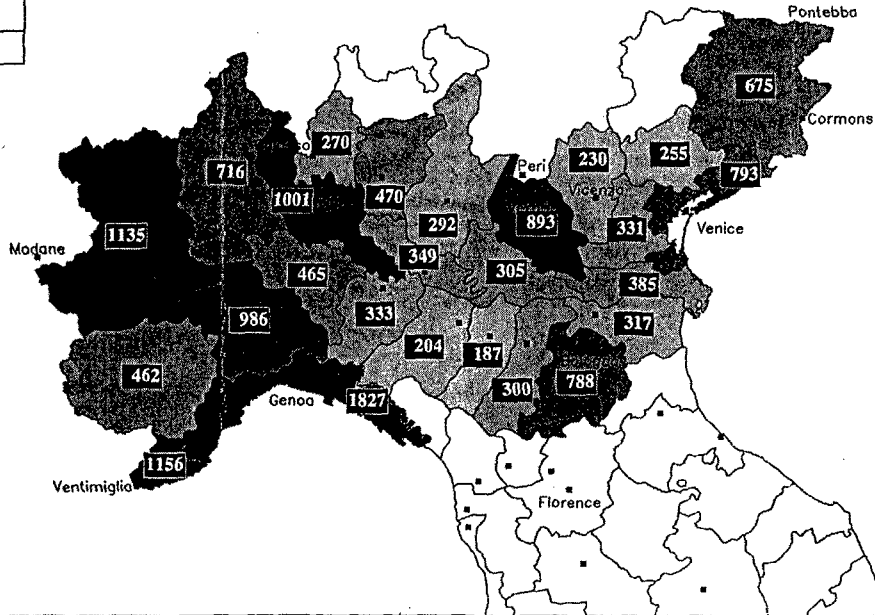 Pontebba
675
Cormons
so
270
Peri
230
255
793
716
1001
470
Vicenza
292
893
331
Venice
1135
Modane
349
465
305
385
986
333
204
187
317
462
Genoa
1827
300
788
1156
Ventimiglia
Florence